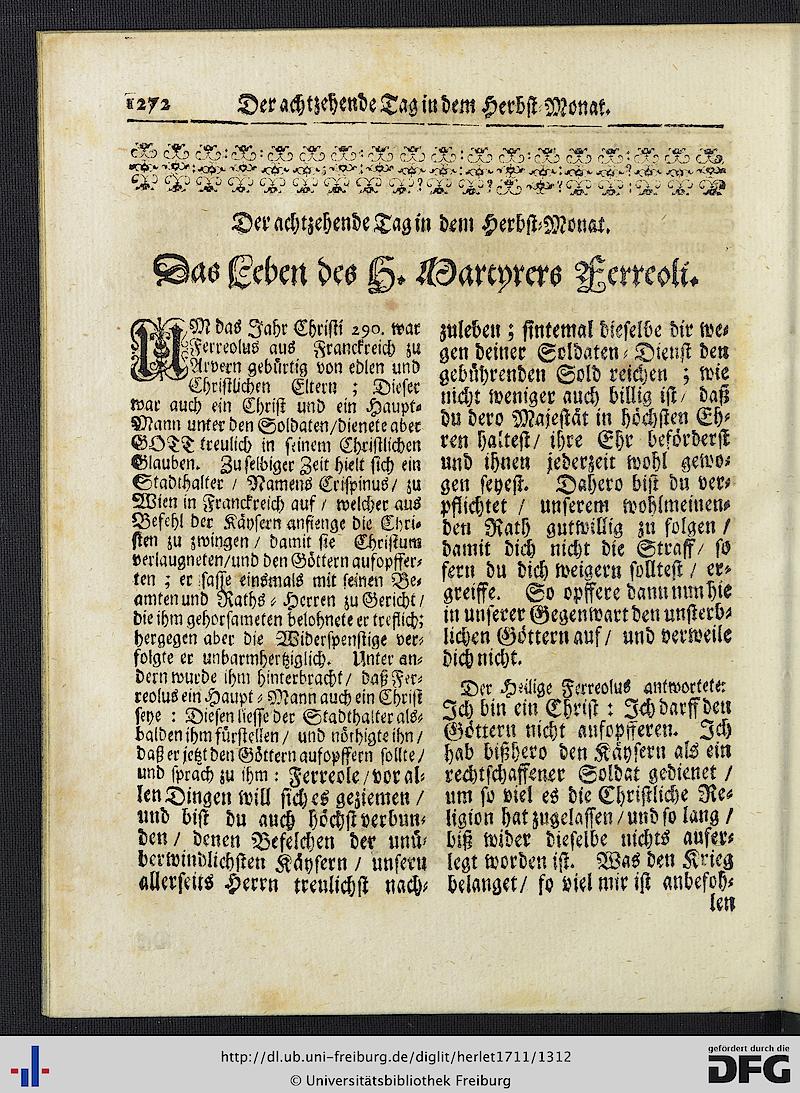 1272 Der achtzehende Tag in dem Herbst-Monat.
Der achtzehende Tag in dem Herbst-Monat.
Das Leben des H. Martyrers Ferreoli.
UM das Jahr Christi 290. war
Ferreolus aus Franckreich zu
Arvern gebürtig von edlen und
Christlichen Eltern ; Dieser
war auch ein Christ und ein Haupt-
Mann unter den Soldaten/dienete aber
GOTT treulich in seinem Christlichen
Glauben. Zu selbiger Zeit hielt sich ein
Stadthalter / Namens Crispinus/ zu
Wien in Franckreich auf / welcher aus
Befehl der Käysern anfienge die Chri-
sten zu zwingen / damit sie Christum
verlaugneten/und den Göttern aufopffer-
ten ; er sasse einsmals mit seinen Be-
amten und Raths-Herren zu Gericht/
die ihm gehorsameten belohnete er treflich;
hergegen aber die Widerspenstige ver-
folgte er unbarmhertziglich. Unter an-
dern wurde ihm hinterbracht/ daß Fer-
reolus ein Haupt-Mann auch ein Christ
seye : Diesen liesse der Stadthalter als-
balden ihm fürstellen / und nöthigte ihn /
daß er jetzt den Göttern aufopffern sollte/
und sprach zu ihm : Ferreole/vor al-
len Dingen will sich es geziemen /
und bist du auch höchst verbun-
den / denen Befelchen der unü-
berwindlichsten Käysern / unsern
allerseits Herrn treulichst nach-
zuleben ; sintemal dieselbe dir we-
gen deiner Soldaten-Dienst den
gebührenden Sold reichen ; wie
nicht weniger auch billig ist/ daß
du dero Majestät in höchsten Eh-
ren haltest/ ihre Ehr beförderst
und ihnen jederzeit wohl gewo-
gen seyest. Dahero bist du ver-
pflichtet / unserem wohlmeinen-
den Rath gutwillig zu folgen /
damit dich nicht die Straff/ so
fern du dich weigern solltest / er-
greiffe. So opffere dann nun hie
in unserer Gegenwart den unsterb-
lichen Göttern auf / und verweile
dich nicht.
Der Heilige Ferreolus antwortete:
Ich bin ein Christ : Ich darff den
Göttern nicht aufopfferen. Ich
hab bißhero den Käysern als ein
rechtschaffener Soldat gedienet /
um so viel es die Christliche Re-
ligion hat zugelassen/und so lang /
biß wider dieselbe nichts aufer-
legt worden ist. Was den Krieg
belanget/ so viel mir ist anbefoh-
len
http://dl.ub.uni-freiburg.de/diglit/herlet1711/1312
© Universitätsbibliothek Freiburg
gefördert durch die
DFG